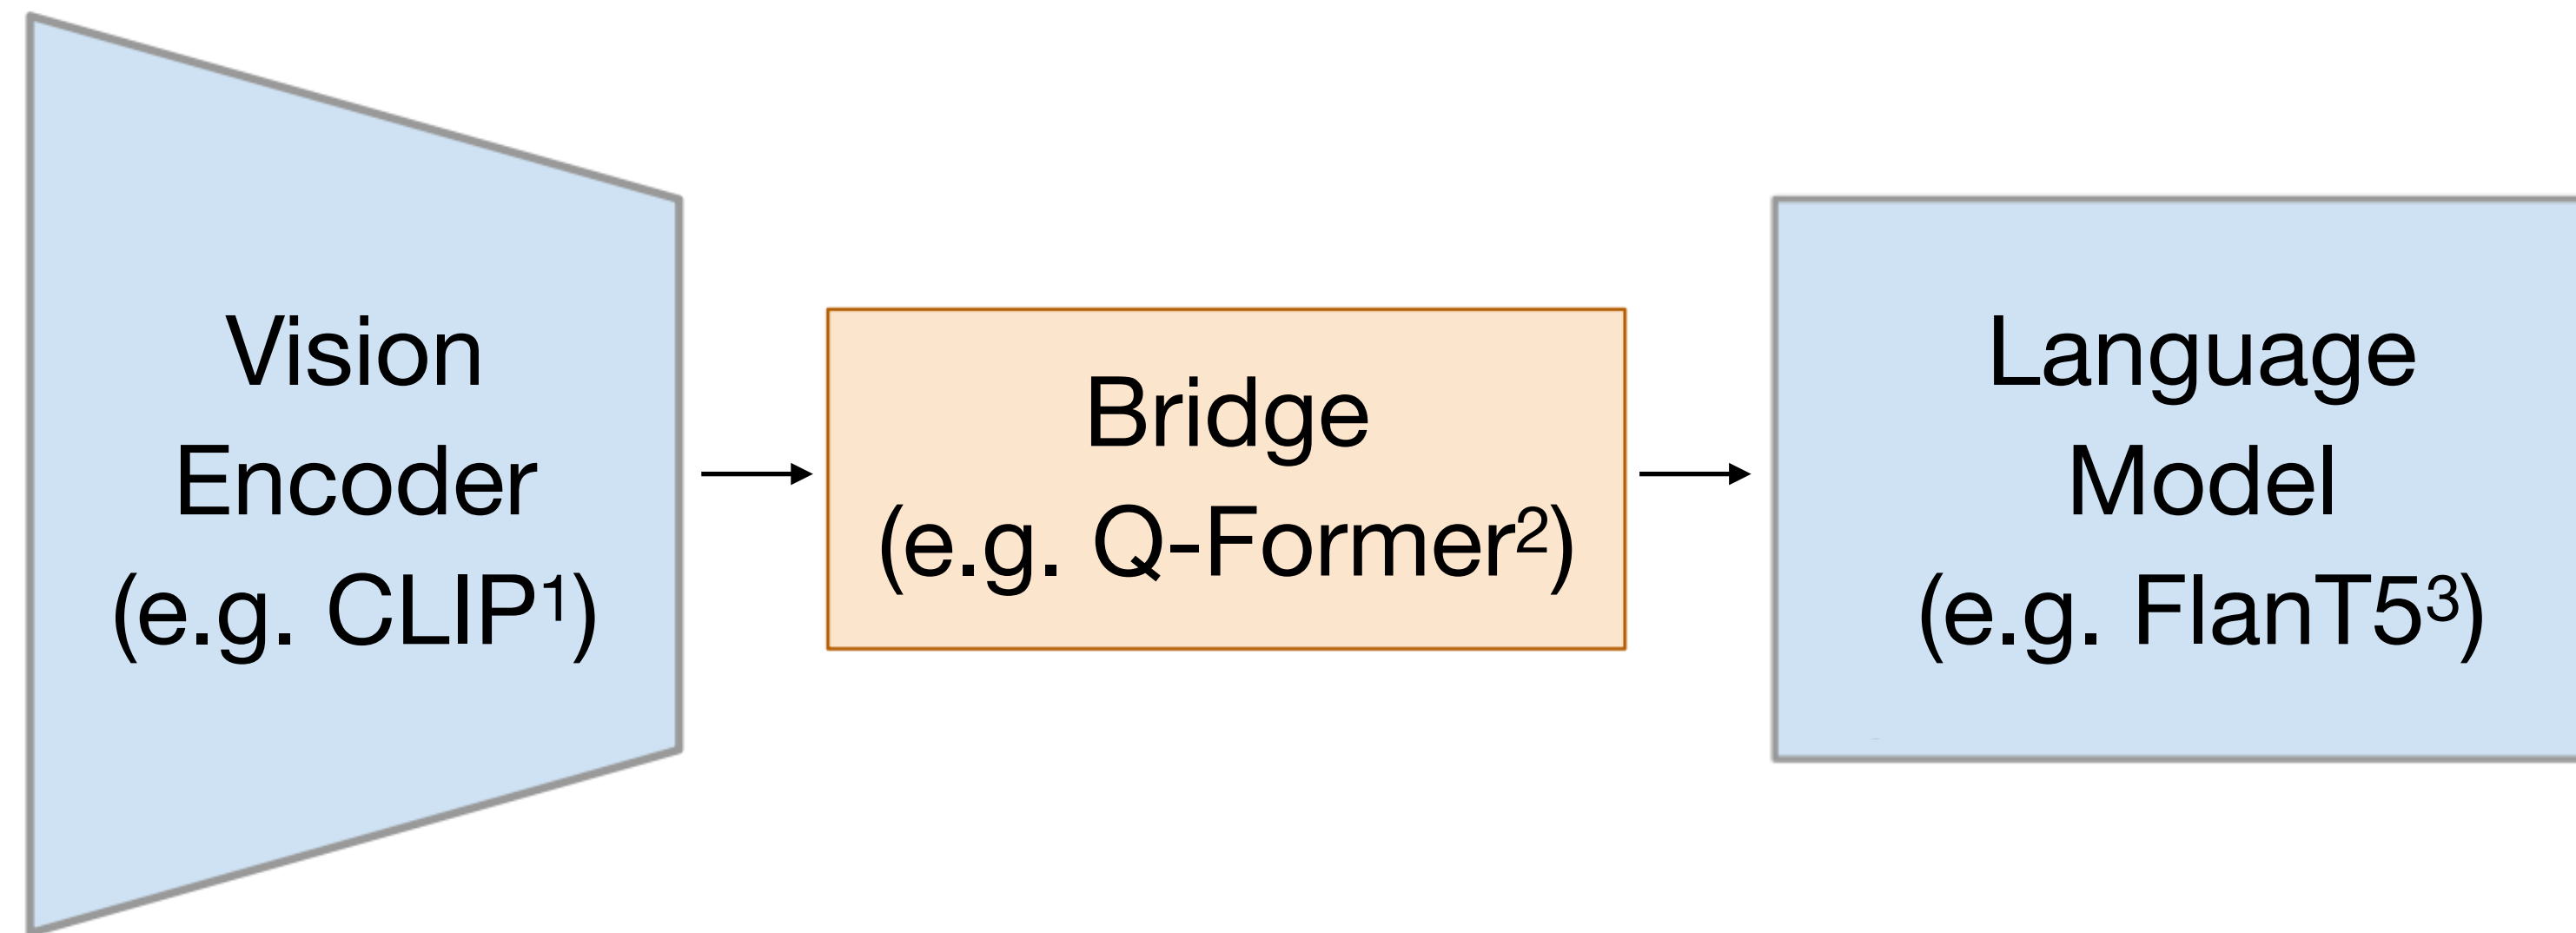 Vision
Encoder
(e.g. CLIP¹)
Bridge
(e.g. Q-Former²)
Language
Model
(e.g. FlanT5³)